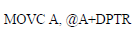 MOVC A, @A+DPTR